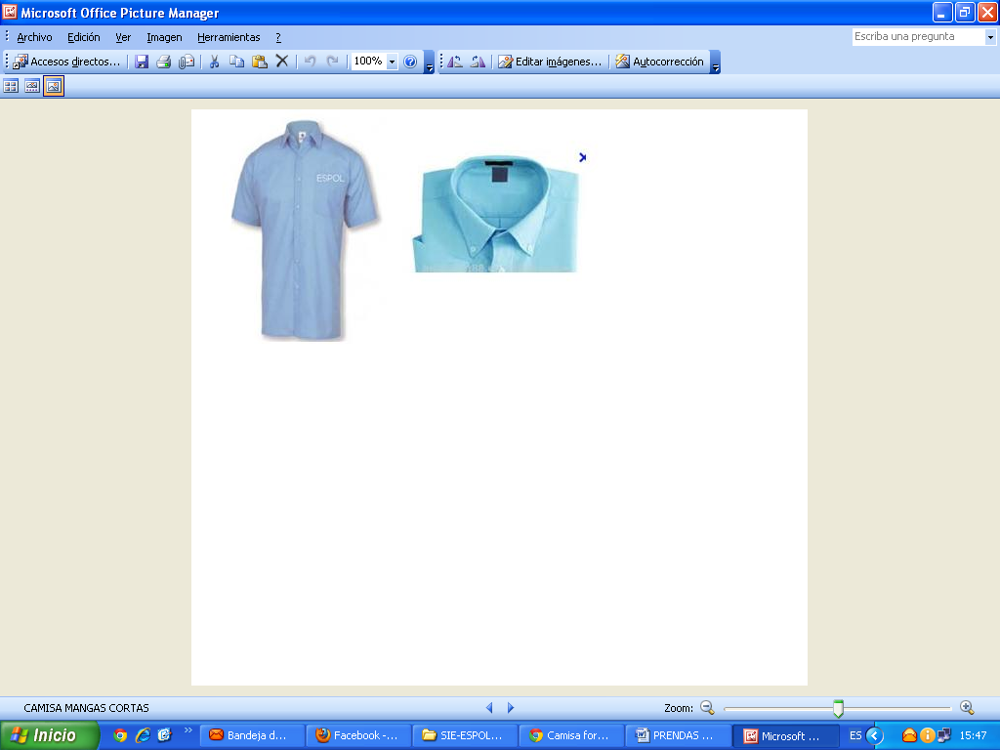 Microsoft Office Picture Manager
Archivo Edición Ver Imagen Herramientas ? Escriba una pregunta
Accesos directos... 100% Editar imágenes... Autocorrección
ESPOL
CAMISA MANGAS CORTAS Zoom:
Inicio » Bandeja d... Facebook -... SIE-ESPOL... Camisa for... PRENDAS ... Microsoft ... ES 15:47